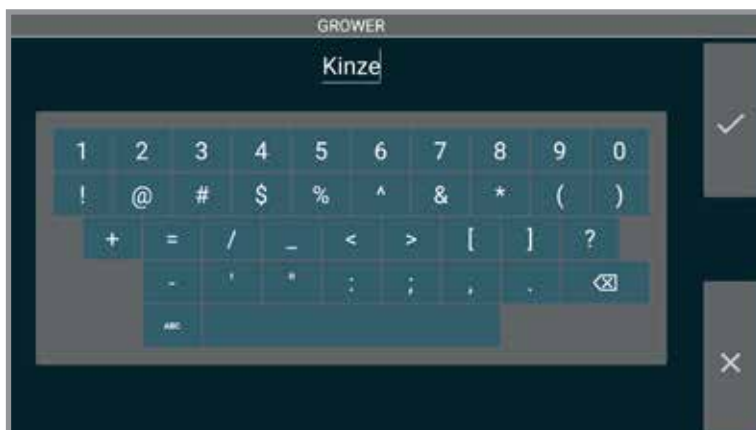 GROWER
Kinze
1 2 3 4 5 6 7 8 9 0
! @ # $ % ^ & * ( )
+ = / _ < > [ ] ?
- ' " : ; , .
ABC